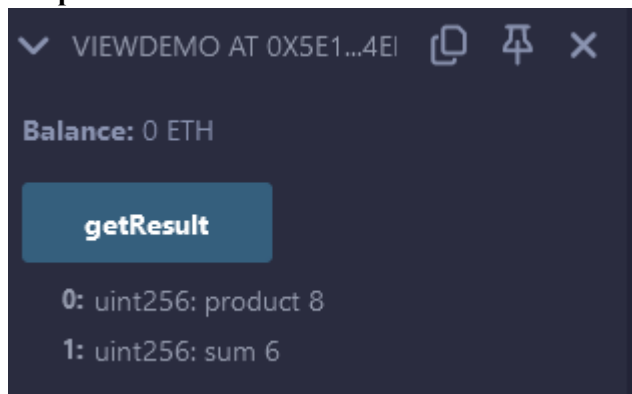 VIEWDEMO AT 0X5E1...4EI
Balance: 0 ETH
getResult
0: uint256: product 8
1: uint256: sum 6